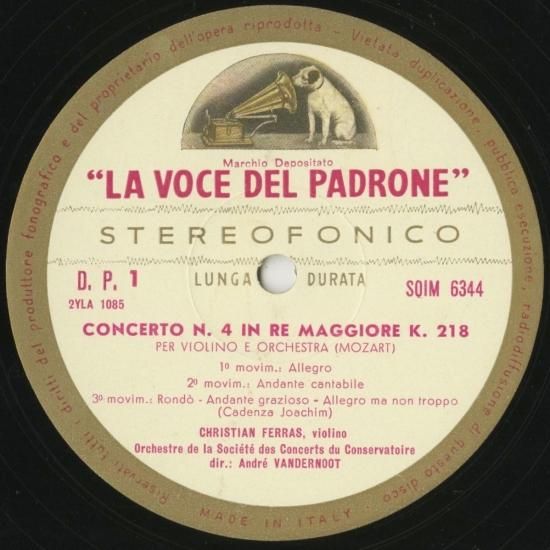 Riservati tutti i diritti del produttore fonografico e del proprietario dell'opera riprodotta - Vietata duplicazione, pubblica esecuzione, radiodiffusione di questo disco
Marchio Depositato
"LA VOCE DEL PADRONE"
STEREOFONICO
D. P. 1
LUNGA DURATA
SQIM 6344
2YLA 1085
CONCERTO N. 4 IN RE MAGGIORE K. 218
PER VIOLINO E ORCHESTRA (MOZART)
1º movim.: Allegro
2º movim.: Andante cantabile
3º movim.: Rondò - Andante grazioso - Allegro ma non troppo
(Cadenza Joachim)
CHRISTIAN FERRAS, violino
Orchestre de la Société des Concerts du Conservatoire
dir.: André VANDERNOOT
MADE IN ITALY